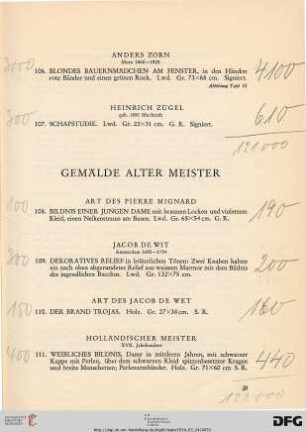 ANDERS ZORN
Mora 1860–1920
3000 106. BLONDES BAUERNMÄDCHEN AM FENSTER, in den Händen 4100
rote Bänder und einen grünen Rock. Lwd. Gr. 73×68 cm. Signiert.
Abbildung Tafel 12
HEINRICH ZÜGEL
geb. 1850 Murrhardt
300 107. SCHAFSTUDIE. Lwd. Gr. 22×31 cm. G. R. Signiert. 610
121000
GEMÄLDE ALTER MEISTER
ART DES PIERRE MIGNARD
100 108. BILDNIS EINER JUNGEN DAME mit braunen Locken und violettem 190
Kleid, einen Nelkenstrauß am Busen. Lwd. Gr. 65×54 cm. G. R.
JACOB DE WIT
Amsterdam 1695–1754
300 109. DEKORATIVES RELIEF in bräunlichen Tönen: Zwei Knaben halten 200
ein nach oben abgerundetes Relief aus weissem Marmor mit dem Bildnis
des jugendlichen Bacchus. Lwd. Gr. 132×75 cm.
ART DES JACOB DE WET
150 110. DER BRAND TROJAS. Holz. Gr. 27×36 cm. S. R. 160
HOLLÄNDISCHER MEISTER
XVII. Jahrhundert
400 111. WEIBLICHES BILDNIS, Dame in mittleren Jahren, mit schwarzer 440
Kappe mit Perlen, über dem schwarzen Kleid spitzenbesetzter Kragen
und breite Manschetten; Perlenarmbänder. Holz. Gr. 71×60 cm S. R.
122000
DFG